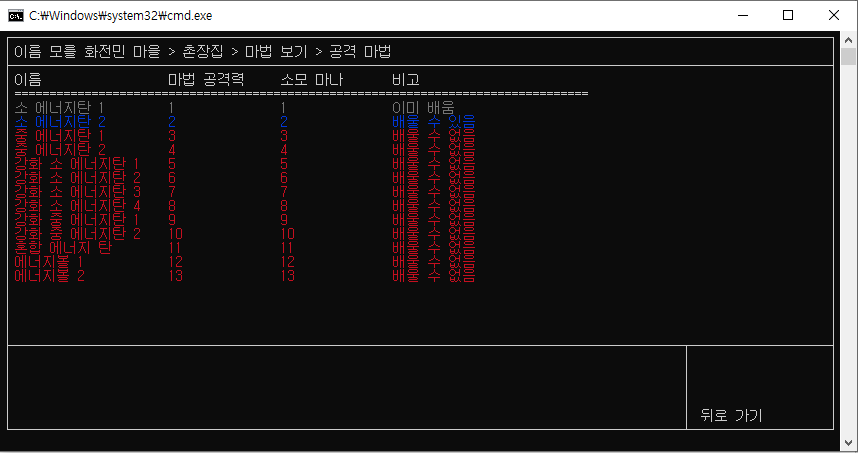 C:₩Windows₩system32₩cmd.exe
이름 모를 화전민 마을 > 촌장집 > 마법 보기 > 공격 마법
이름 마법 공격력 소모 마나 비고
소 에너지탄 1 1 1 이미 배움
소 에너지탄 2 2 2 배울 수 있음
중 에너지탄 1 3 3 배울 수 없음
중 에너지탄 2 4 4 배울 수 없음
강화 소 에너지탄 1 5 5 배울 수 없음
강화 소 에너지탄 2 6 6 배울 수 없음
강화 소 에너지탄 3 7 7 배울 수 없음
강화 소 에너지탄 4 8 8 배울 수 없음
강화 중 에너지탄 1 9 9 배울 수 없음
강화 중 에너지탄 2 10 10 배울 수 없음
혼합 에너지 탄 11 11 배울 수 없음
에너지볼 1 12 12 배울 수 없음
에너지볼 2 13 13 배울 수 없음
뒤로 가기